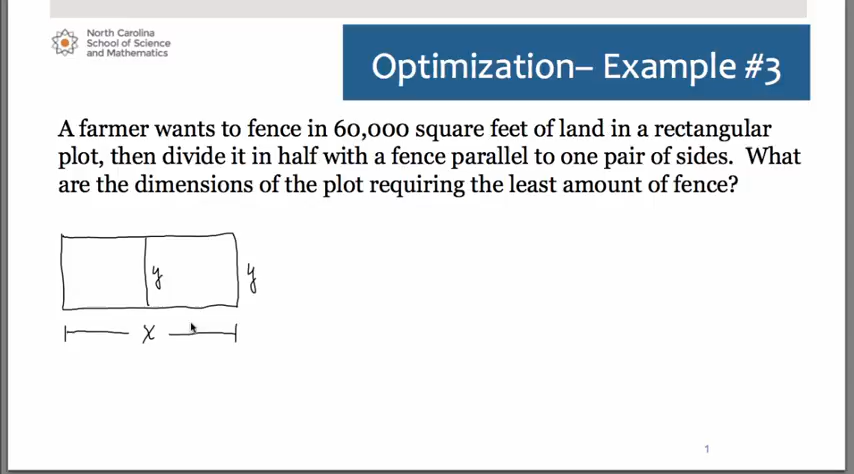 North Carolina
School of Science
and Mathematics
Optimization– Example #3
A farmer wants to fence in 60,000 square feet of land in a rectangular
plot, then divide it in half with a fence parallel to one pair of sides.  What
are the dimensions of the plot requiring the least amount of fence?
y y
x
1